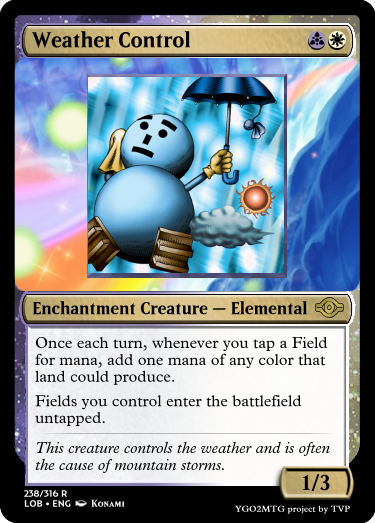 Weather Control
Enchantment Creature — Elemental
Once each turn, whenever you tap a Field
for mana, add one mana of any color that
land could produce.
Fields you control enter the battlefield
untapped.
This creature controls the weather and is often
the cause of mountain storms.
1/3
238/316 R
LOB • ENG Konami
YGO2MTG project by TVP